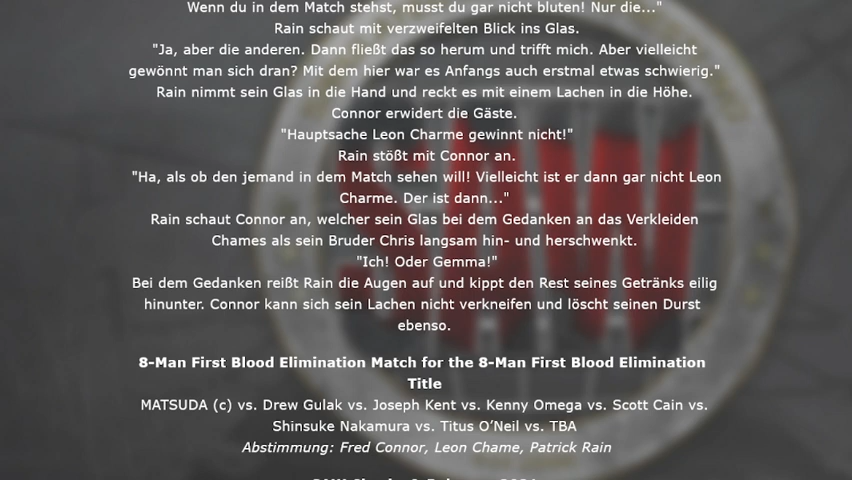 Wenn du in dem Match stehst, musst du gar nicht bluten! Nur die..."
Rain schaut mit verzweifelten Blick ins Glas.
"Ja, aber die anderen. Dann fließt das so herum und trifft mich. Aber vielleicht
gewönnt man sich dran? Mit dem hier war es Anfangs auch erstmal etwas schwierig."
Rain nimmt sein Glas in die Hand und reckt es mit einem Lachen in die Höhe.
Connor erwidert die Gäste.
"Hauptsache Leon Charme gewinnt nicht!"
Rain stößt mit Connor an.
"Ha, als ob den jemand in dem Match sehen will! Vielleicht ist er dann gar nicht Leon
Charme. Der ist dann..."
Rain schaut Connor an, welcher sein Glas bei dem Gedanken an das Verkleiden
Chames als sein Bruder Chris langsam hin- und herschwenkt.
"Ich! Oder Gemma!"
Bei dem Gedanken reißt Rain die Augen auf und kippt den Rest seines Getränks eilig
hinunter. Connor kann sich sein Lachen nicht verkneifen und löscht seinen Durst
ebenso.
8-Man First Blood Elimination Match for the 8-Man First Blood Elimination
Title
MATSUDA (c) vs. Drew Gulak vs. Joseph Kent vs. Kenny Omega vs. Scott Cain vs.
Shinsuke Nakamura vs. Titus O’Neil vs. TBA
Abstimmung: Fred Connor, Leon Chame, Patrick Rain